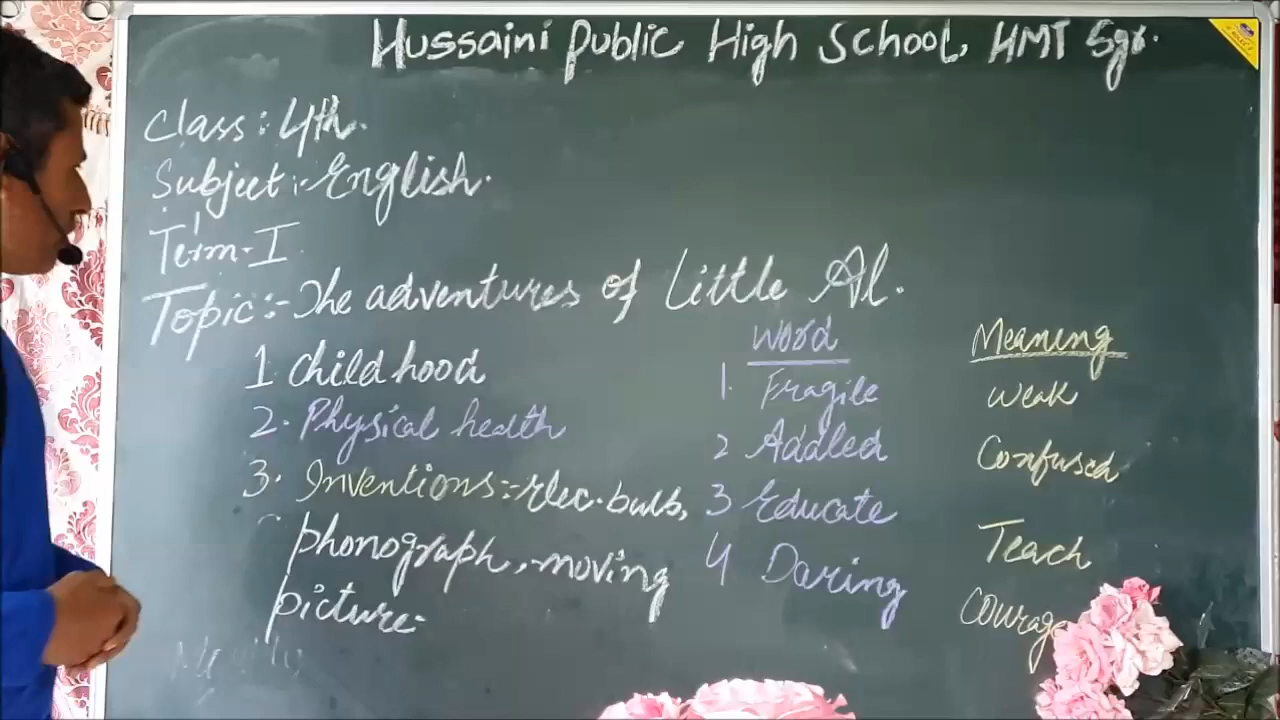 Hussaini Public High School, HMT Sgr.
Class: 4th.
Subject:- English.
Term-I
Topic:- The adventures of Little Al.
1 childhood
2. Physical health
3. Inventions:- elec. bulb,
phonograph, moving
picture.
Word Meaning
1. Fragile Weak
2 Addled Confused
3 Educate Teach
4 Daring Courage